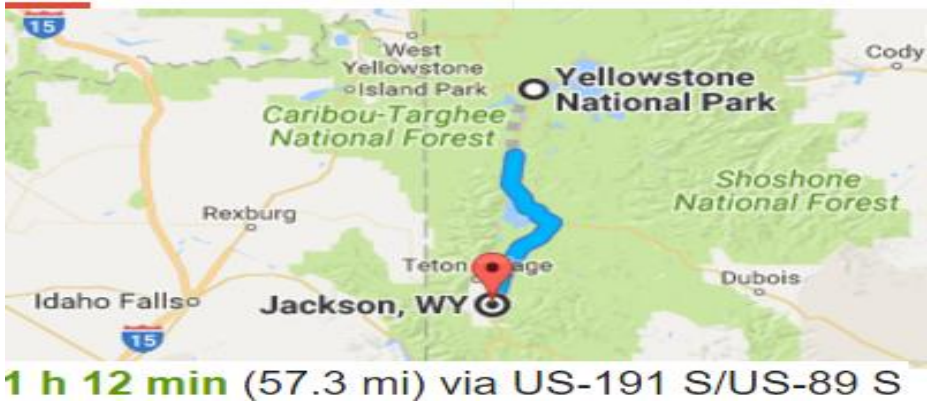 15
West
Yellowstone
Island Park
Cody
Yellowstone
National Park
Caribou-Targhee
National Forest
Shoshone
National Forest
Rexburg
Teton
Dubois
Idaho Falls
Jackson, WY
15
1 h 12 min (57.3 mi) via US-191 S/US-89 S